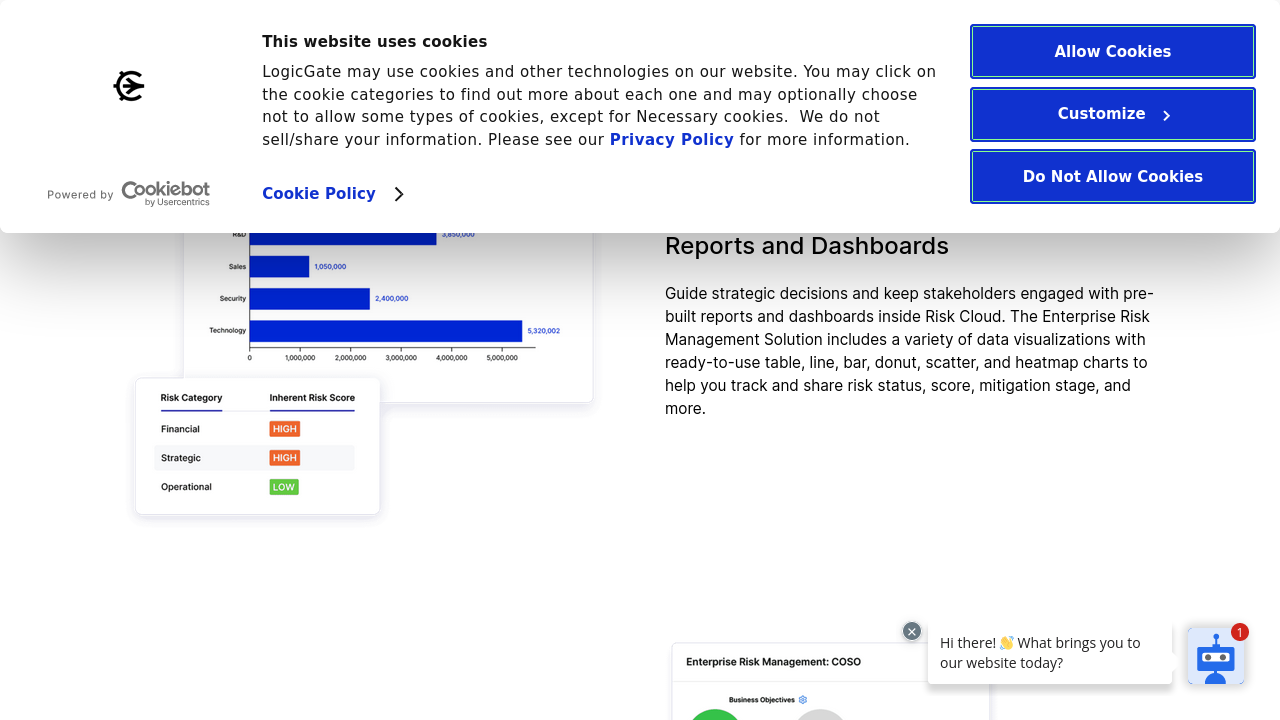 This website uses cookies
LogicGate may use cookies and other technologies on our website. You may click on
the cookie categories to find out more about each one and may optionally choose
not to allow some types of cookies, except for Necessary cookies.  We do not
sell/share your information. Please see our Privacy Policy for more information.
Cookie Policy
Powered by Cookiebot
by Usercentrics
Allow Cookies
Customize
Do Not Allow Cookies
R&D 3,850,000
Sales 1,050,000
Security 2,400,000
Technology 5,320,002
0 1,000,000 2,000,000 3,000,000 4,000,000 5,000,000
Risk Category Inherent Risk Score
Financial HIGH
Strategic HIGH
Operational LOW
Reports and Dashboards
Guide strategic decisions and keep stakeholders engaged with pre-
built reports and dashboards inside Risk Cloud. The Enterprise Risk
Management Solution includes a variety of data visualizations with
ready-to-use table, line, bar, donut, scatter, and heatmap charts to
help you track and share risk status, score, mitigation stage, and
more.
Enterprise Risk Management: COSO
Business Objectives
Hi there! 👋 What brings you to
our website today?
1